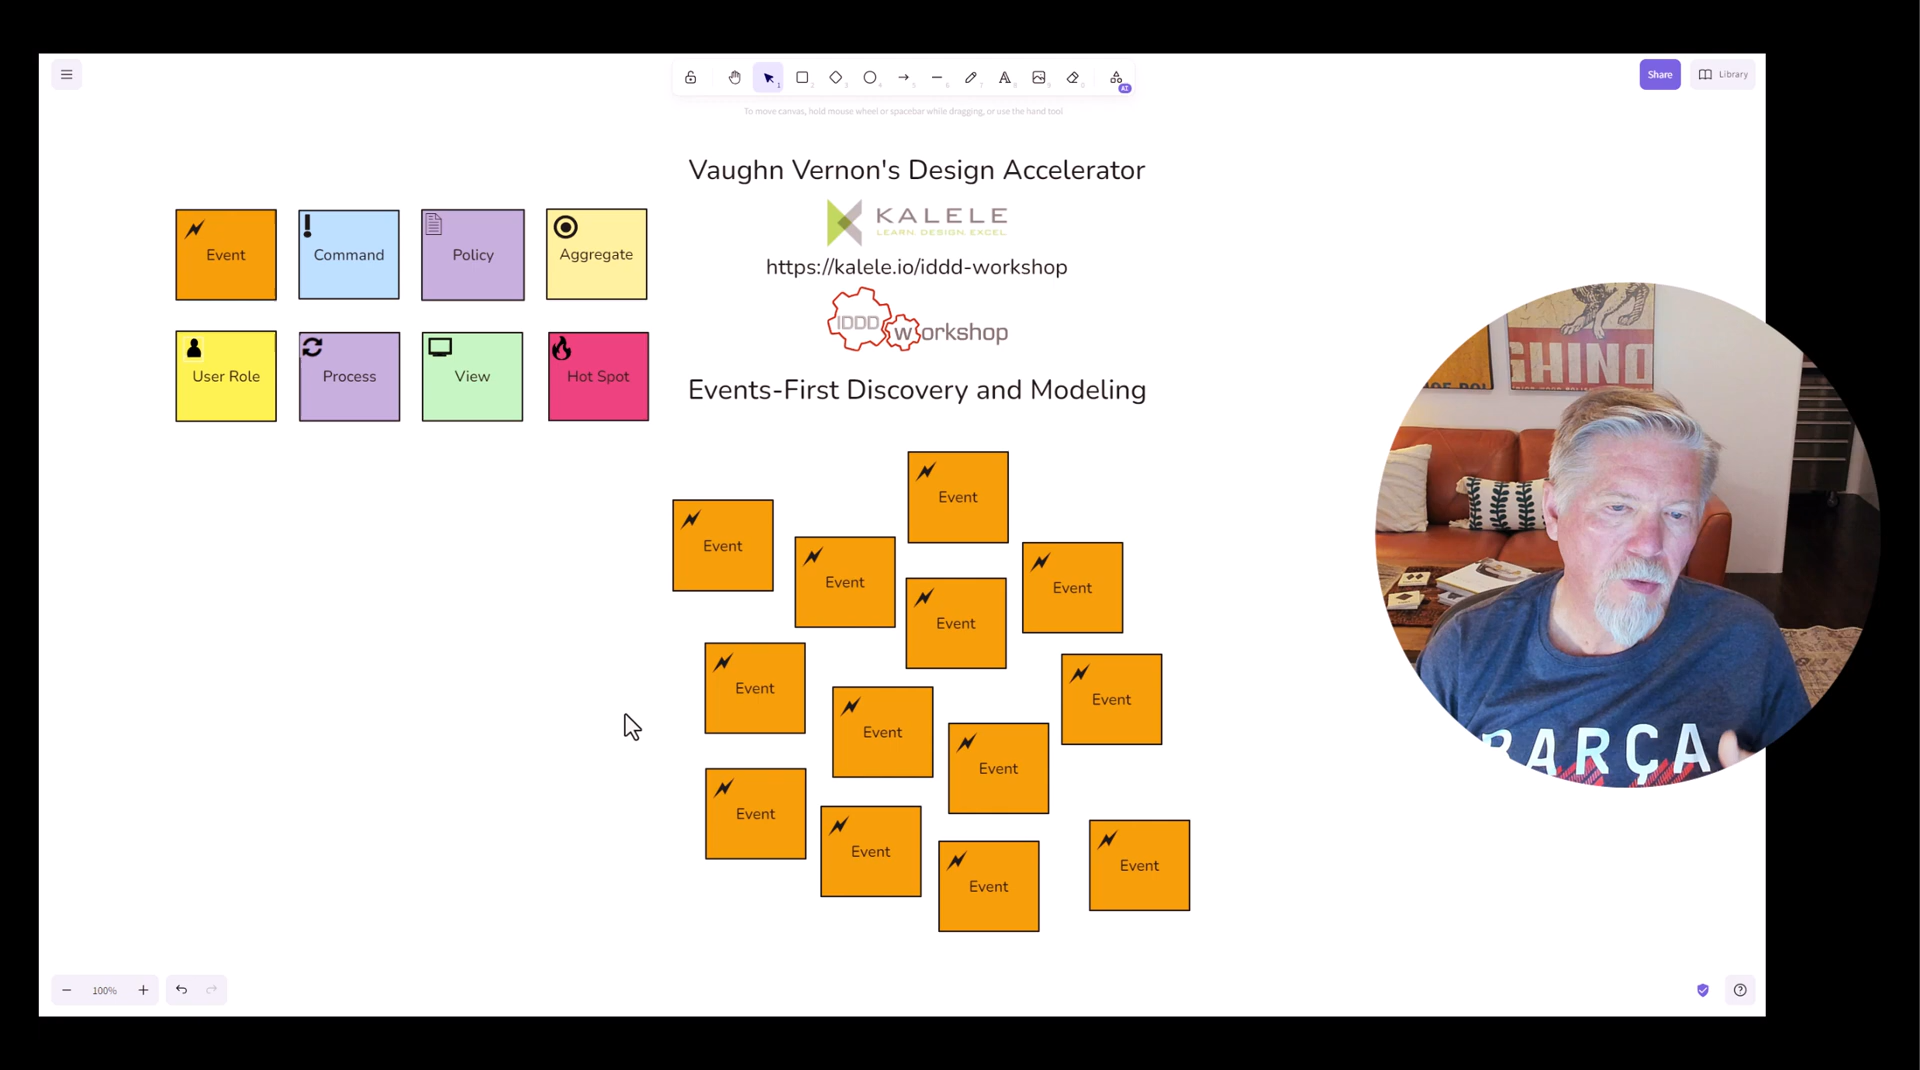 Share
Library
To move canvas, hold mouse wheel or spacebar while dragging, or use the hand tool
Vaughn Vernon's Design Accelerator
KALELE
LEARN. DESIGN. EXCEL.
https://kalele.io/iddd-workshop
IDDD workshop
Events-First Discovery and Modeling
Event
Command
Policy
Aggregate
User Role
Process
View
Hot Spot
Event
Event
Event
Event
Event
Event
Event
Event
Event
Event
Event
Event
Event
GHINO
BARÇA
100%
AI